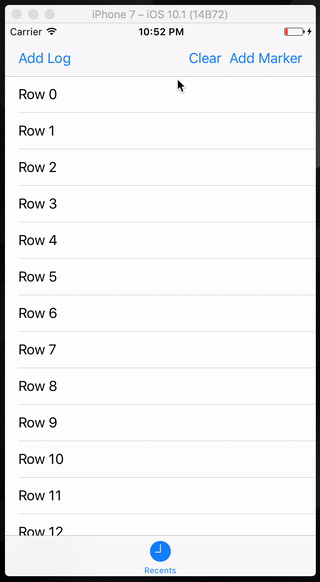 iPhone 7 – iOS 10.1 (14B72)
Carrier 10:52 PM
Add Log Clear Add Marker
Row 0
Row 1
Row 2
Row 3
Row 4
Row 5
Row 6
Row 7
Row 8
Row 9
Row 10
Row 11
Row 12
Recents